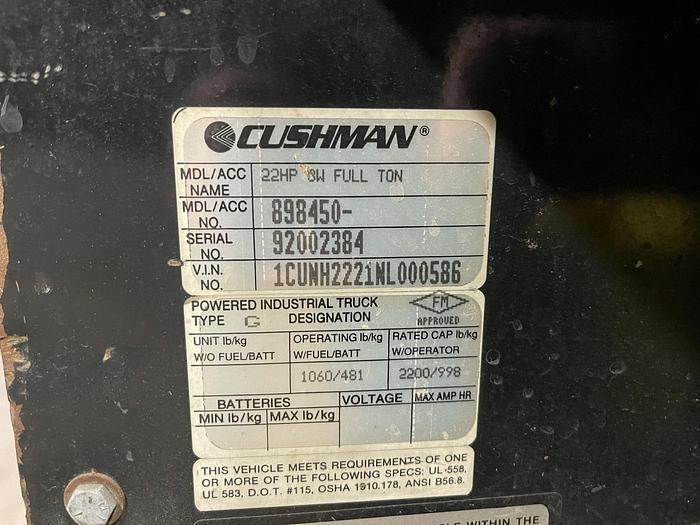 CUSHMAN®
MDL/ACC NAME 22HP 3W FULL TON
MDL/ACC NO. 898450-
SERIAL NO. 92002384
V.I.N. NO. 1CUNH2221NL000586
POWERED INDUSTRIAL TRUCK
TYPE G DESIGNATION
FM
APPROVED
UNIT lb/kg OPERATING lb/kg RATED CAP lb/kg
W/O FUEL/BATT W/FUEL/BATT W/OPERATOR
1060/481 2200/998
BATTERIES VOLTAGE MAX AMP HR
MIN lb/kg MAX lb/kg
THIS VEHICLE MEETS REQUIREMENTS OF ONE
OR MORE OF THE FOLLOWING SPECS: UL 558,
UL 583, D.O.T. #115, OSHA 1910.178, ANSI B56.8.
WITHIN THE